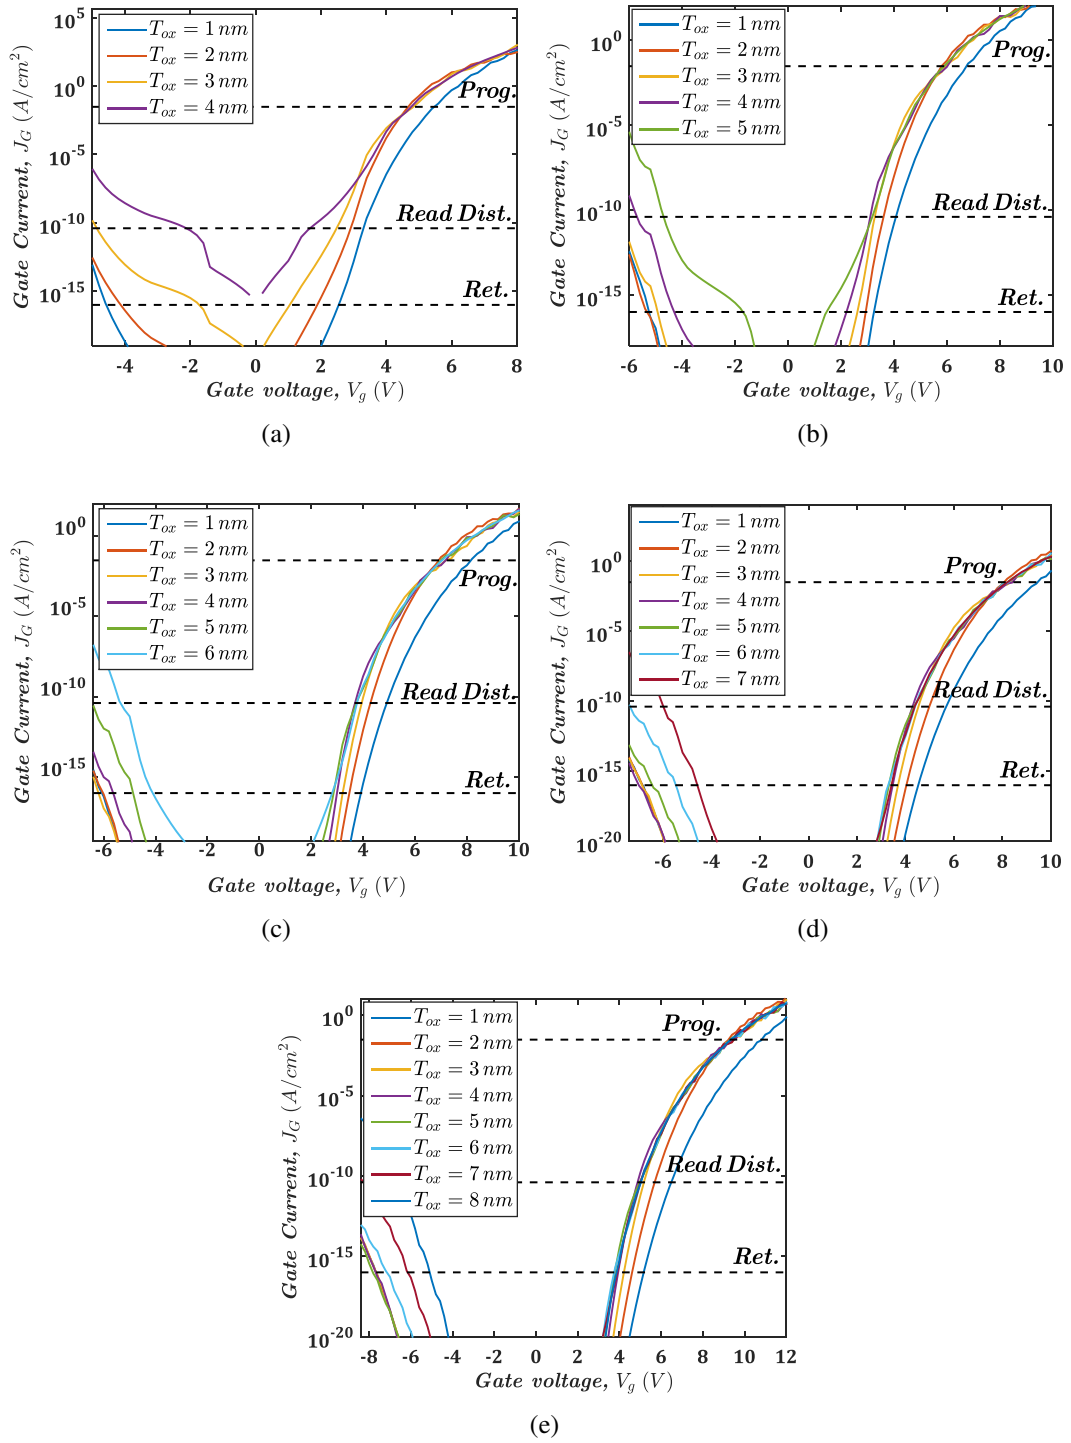 10^5
10^0
10^-5
10^-10
10^-15
Gate Current, J_G (A/cm^2)
T_ox = 1 nm
T_ox = 2 nm
T_ox = 3 nm
T_ox = 4 nm
Prog.
Read Dist.
Ret.
-4 -2 0 2 4 6 8
Gate voltage, V_g (V)
(a)
10^0
10^-5
10^-10
10^-15
Gate Current, J_G (A/cm^2)
T_ox = 1 nm
T_ox = 2 nm
T_ox = 3 nm
T_ox = 4 nm
T_ox = 5 nm
Prog.
Read Dist.
Ret.
-6 -4 -2 0 2 4 6 8 10
Gate voltage, V_g (V)
(b)
10^0
10^-5
10^-10
10^-15
Gate Current, J_G (A/cm^2)
T_ox = 1 nm
T_ox = 2 nm
T_ox = 3 nm
T_ox = 4 nm
T_ox = 5 nm
T_ox = 6 nm
Prog.
Read Dist.
Ret.
-6 -4 -2 0 2 4 6 8 10
Gate voltage, V_g (V)
(c)
10^0
10^-5
10^-10
10^-15
10^-20
Gate Current, J_G (A/cm^2)
T_ox = 1 nm
T_ox = 2 nm
T_ox = 3 nm
T_ox = 4 nm
T_ox = 5 nm
T_ox = 6 nm
T_ox = 7 nm
Prog.
Read Dist.
Ret.
-6 -4 -2 0 2 4 6 8 10
Gate voltage, V_g (V)
(d)
10^0
10^-5
10^-10
10^-15
10^-20
Gate Current, J_G (A/cm^2)
T_ox = 1 nm
T_ox = 2 nm
T_ox = 3 nm
T_ox = 4 nm
T_ox = 5 nm
T_ox = 6 nm
T_ox = 7 nm
T_ox = 8 nm
Prog.
Read Dist.
Ret.
-8 -6 -4 -2 0 2 4 6 8 10 12
Gate voltage, V_g (V)
(e)